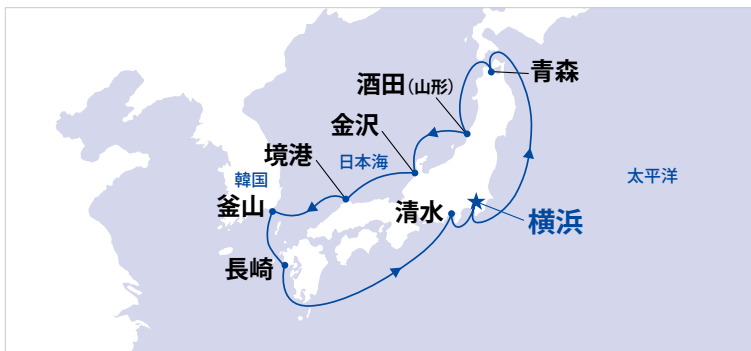 青森
酒田(山形)
金沢
境港
日本海
韓国
釜山
太平洋
清水
横浜
長崎